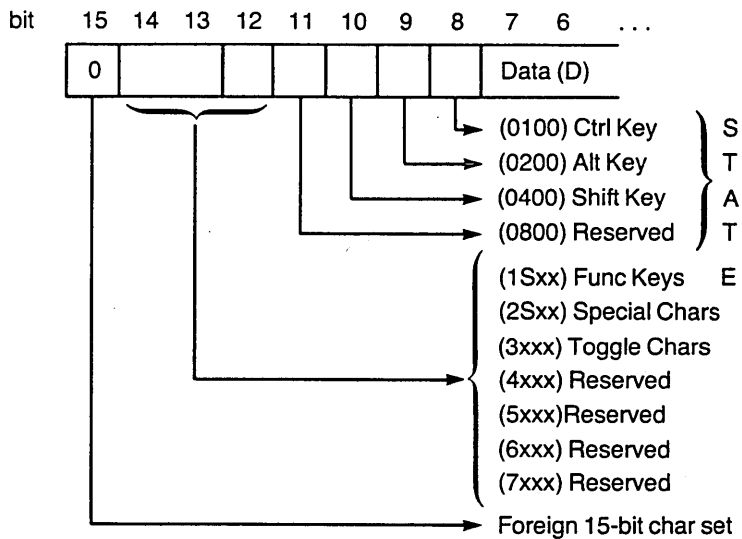 bit 15 14 13 12 11 10 9 8 7 6 ...
0 Data (D)
(0100) Ctrl Key S
(0200) Alt Key T
(0400) Shift Key A
(0800) Reserved T
(1Sxx) Func Keys E
(2Sxx) Special Chars
(3xxx) Toggle Chars
(4xxx) Reserved
(5xxx)Reserved
(6xxx) Reserved
(7xxx) Reserved
Foreign 15-bit char set